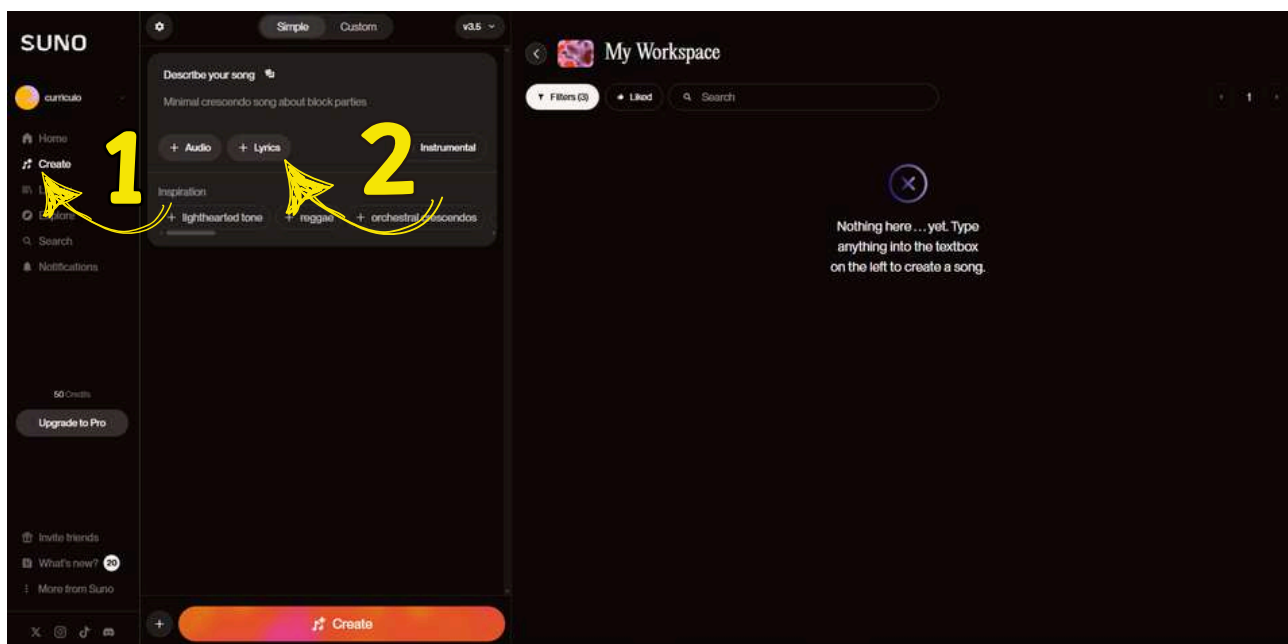 SUNO
curriculo
Home
Create
Explore
Search
Notifications
50 Credits
Upgrade to Pro
Invite friends
What's new? 20
More from Suno
Simple Custom v3.5
Describe your song
Minimal crescendo song about block parties
+ Audio + Lyrics Instrumental
Inspiration
+ lighthearted tone + reggae + orchestral crescendos
Create
1
2
My Workspace
Filters (3) Liked Search 1
Nothing here... yet. Type
anything into the textbox
on the left to create a song.